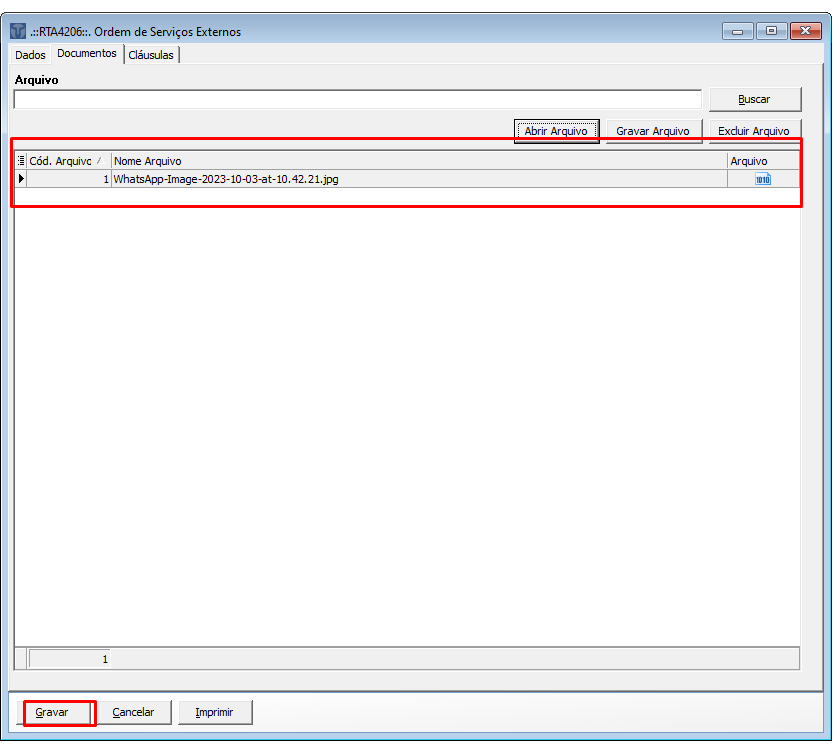 .::RTA4206::. Ordem de Serviços Externos
Dados Documentos Cláusulas
Arquivo
Buscar
Abrir Arquivo Gravar Arquivo Excluir Arquivo
Cód. Arquivo Nome Arquivo Arquivo
1 WhatsApp-Image-2023-10-03-at-10.42.21.jpg 1010
1
Gravar Cancelar Imprimir